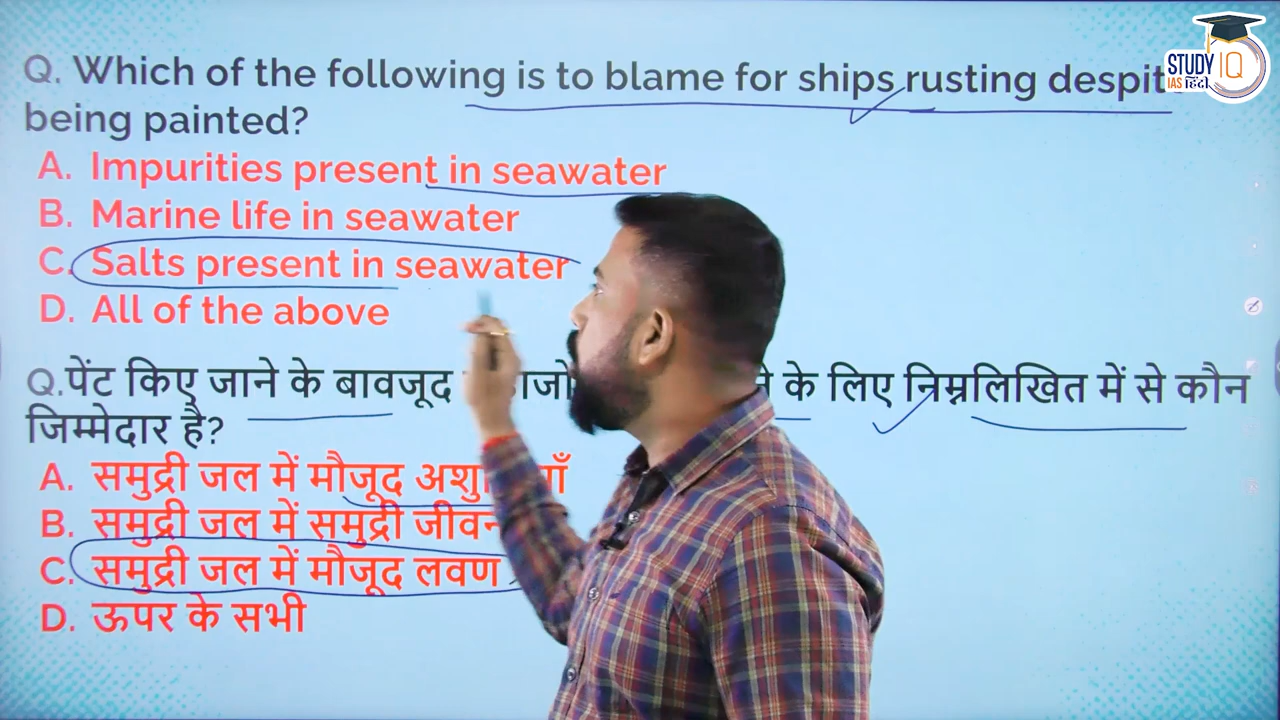 STUDY IQ
IAS हिंदी
Q. Which of the following is to blame for ships rusting
being painted?
A. Impurities present in seawater
B. Marine life in seawater
C. Salts present in seawater
D. All of the above
Q.पेंट किए जाने के बावजूद के लिए निम्नलिखित में से कौन
जिम्मेदार है?
A. समुद्री जल में मौजूद
B. समुद्री जल में समुद्री
C. समुद्री जल में मौजूद लवण
D. ऊपर के सभी